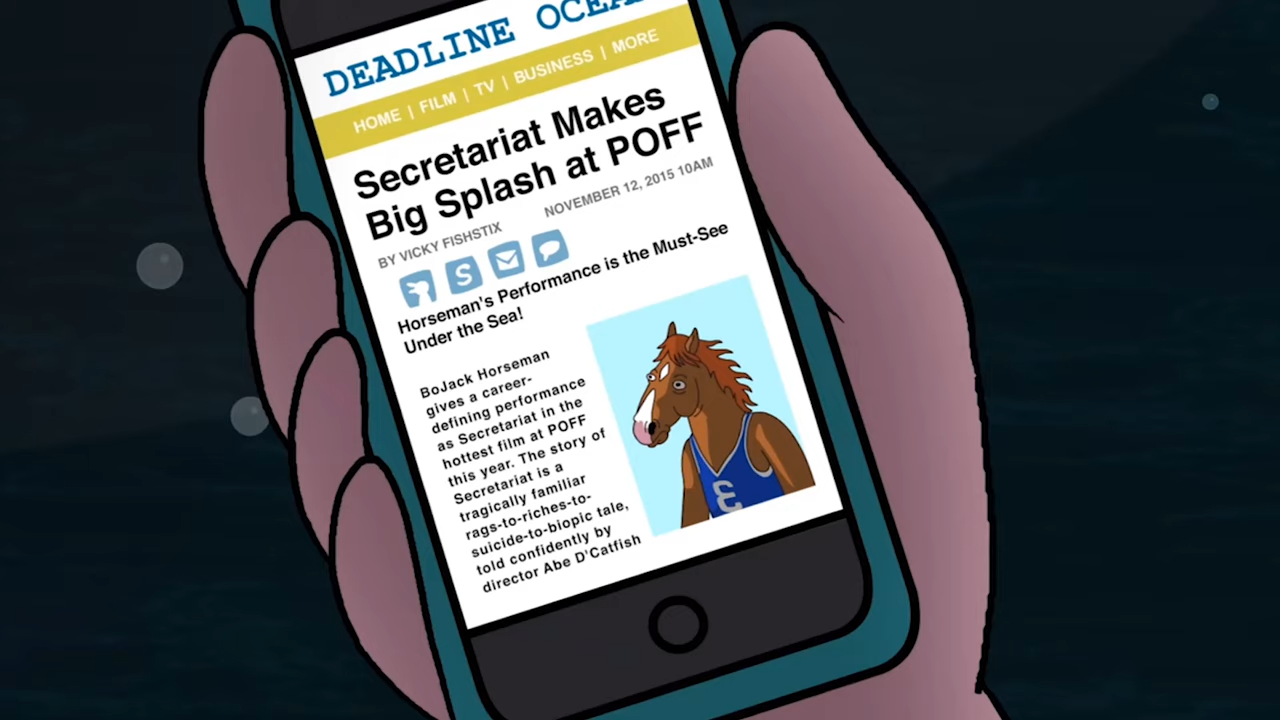 DEADLINE OCEA
HOME | FILM | TV | BUSINESS | MORE
Secretariat Makes
Big Splash at POFF
NOVEMBER 12, 2015 10AM
BY VICKY FISHSTIX
S
Horseman's Performance is the Must-See
Under the Sea!
BoJack Horseman
gives a career-
defining performance
as Secretariat in the
hottest film at POFF
this year. The story of
Secretariat is a
tragically familiar
rags-to-riches-to-
suicide-to-biopic tale,
told confidently by
director Abe D'Catfish